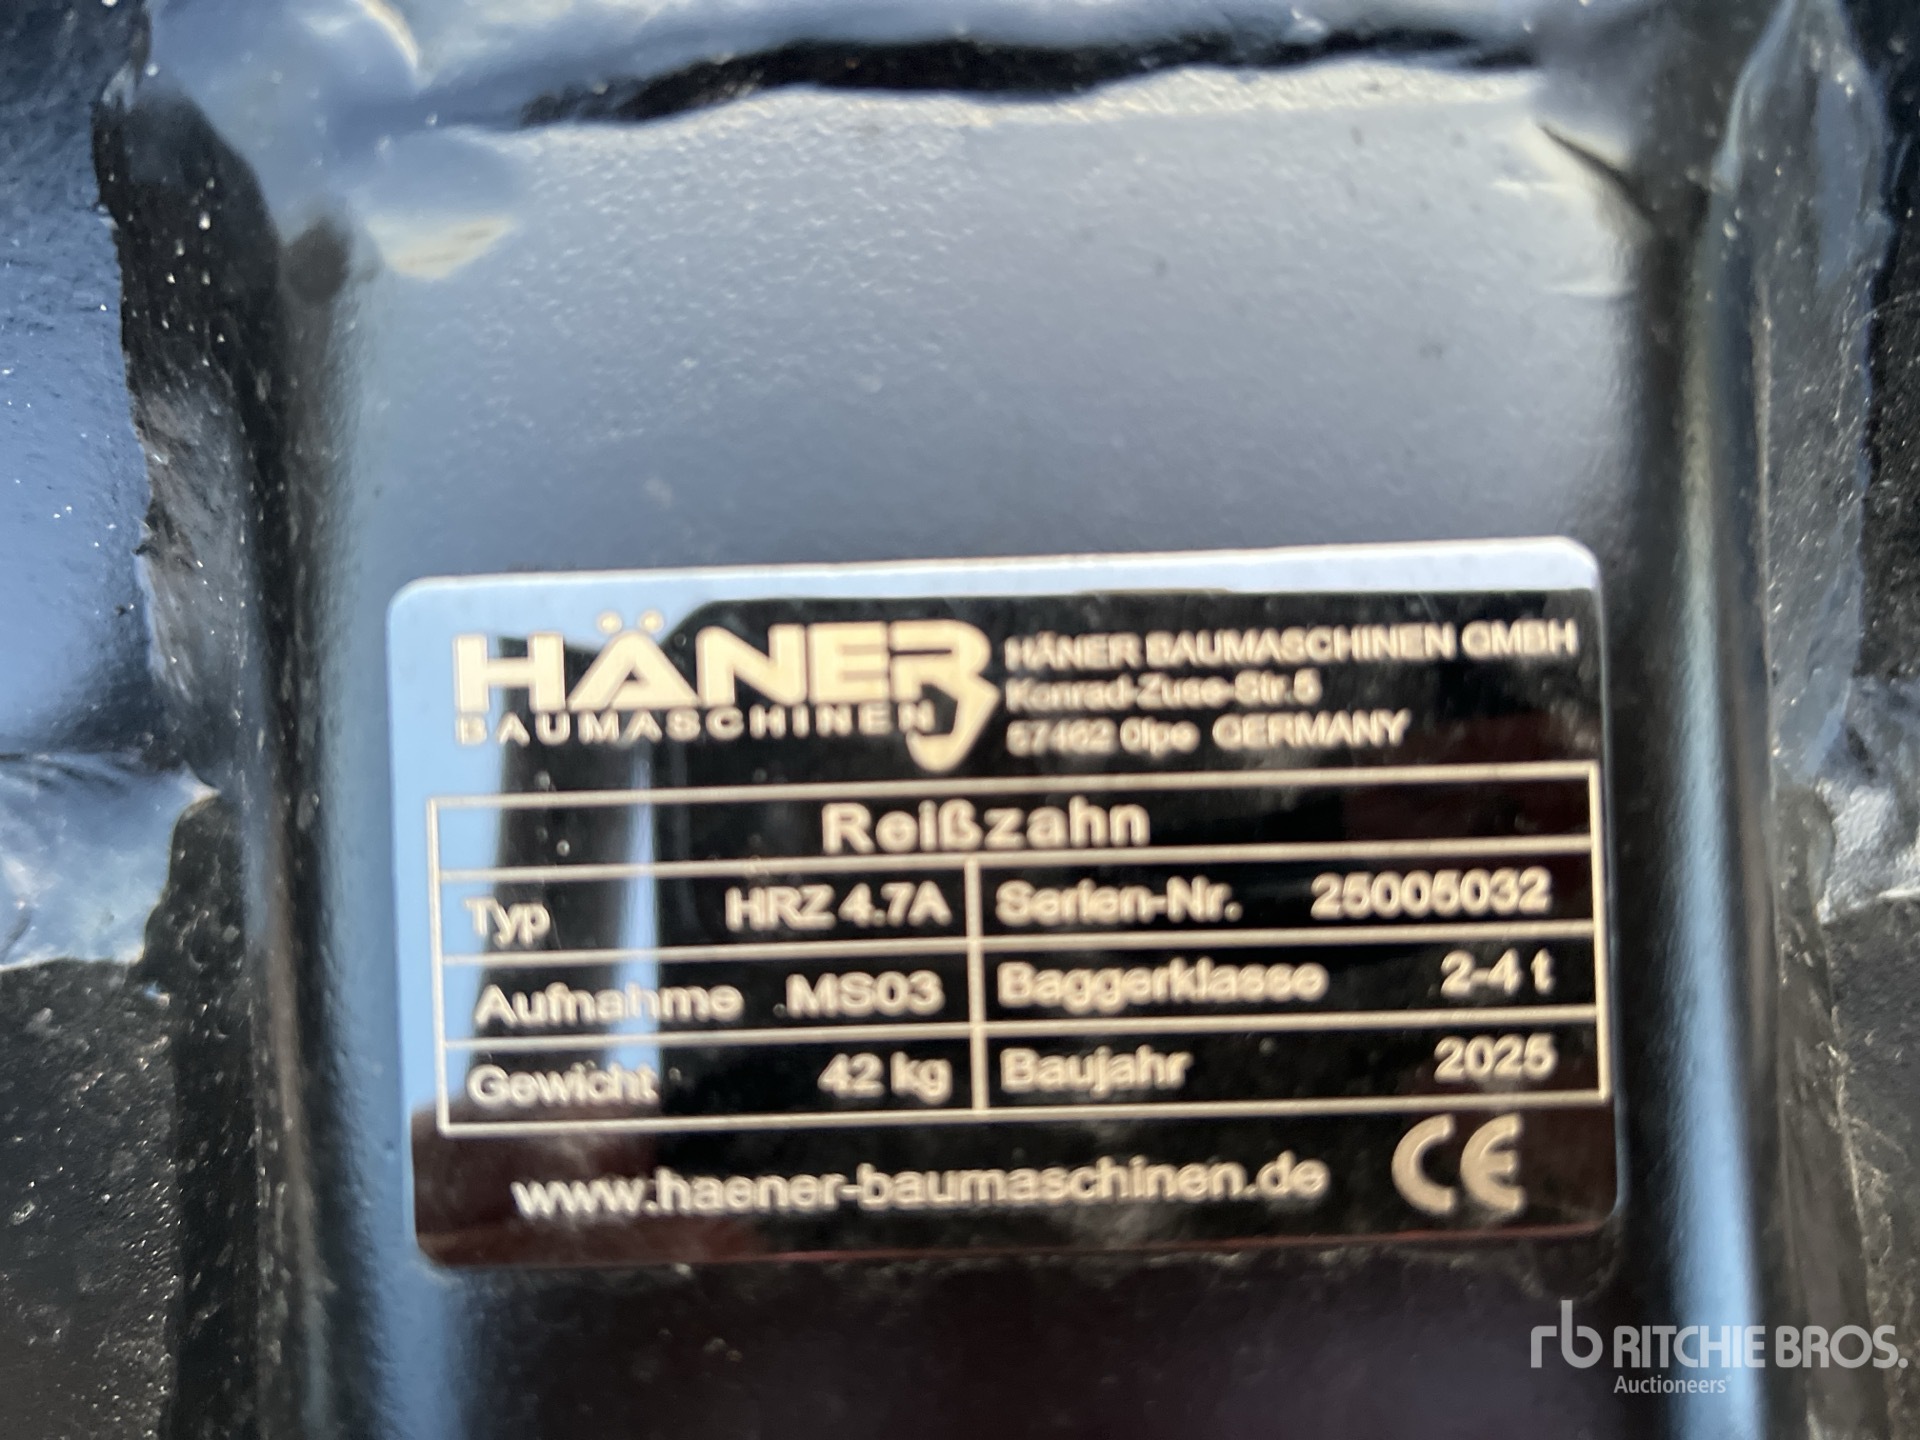 HÄNER
BAUMASCHINEN
HÄNER BAUMASCHINEN GMBH
Konrad-Zuse-Str.5
57462 Olpe GERMANY
Reißzahn
Typ HRZ 4.7A Serien-Nr. 25005032
Aufnahme MS03 Baggerklasse 2-4 t
Gewicht 42 kg Baujahr 2025
www.haener-baumaschinen.de CE
rb RITCHIE BROS.
Auctioneers